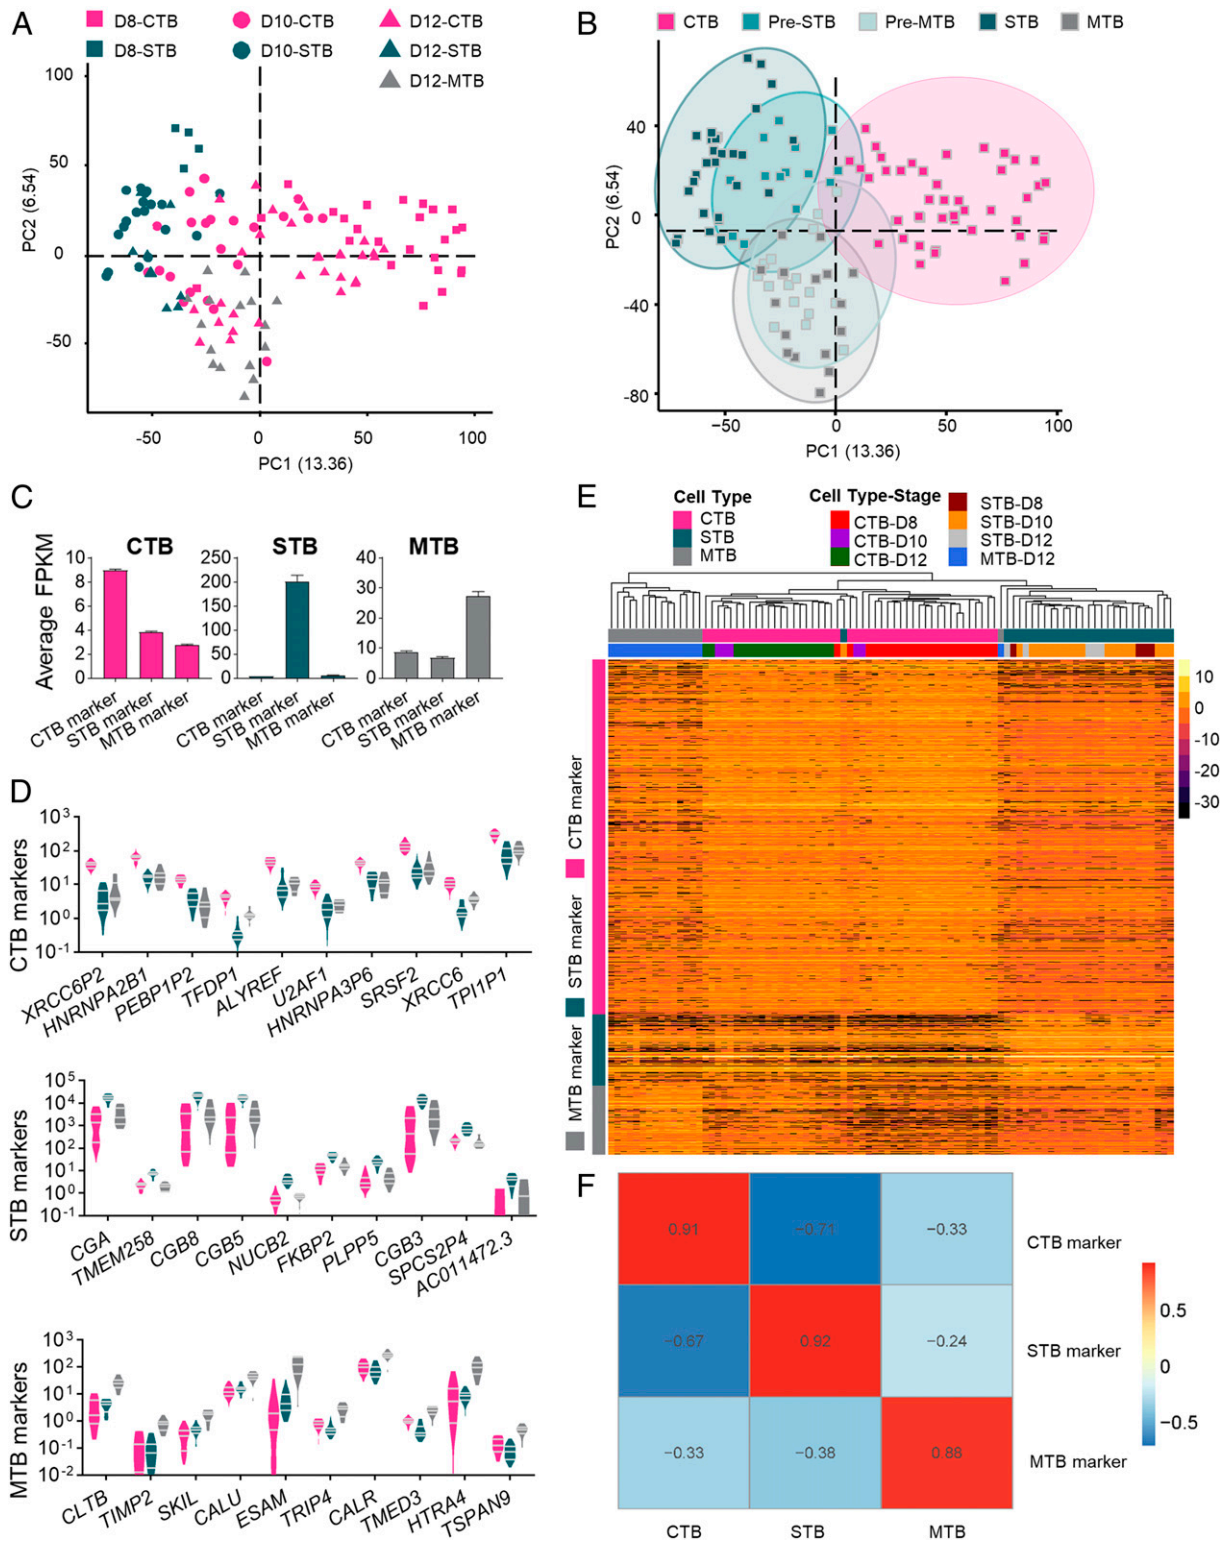 A
D8-CTB D10-CTB D12-CTB
D8-STB D10-STB D12-STB
D12-MTB
100
50
0
-50
PC2 (6.54)
-50 0 50 100
PC1 (13.36)
B
CTB Pre-STB Pre-MTB STB MTB
40
0
-40
-80
PC2 (6.54)
−50 0 50 100
PC1 (13.36)
C
Average FPKM
CTB
10
8
6
4
2
0
CTB marker
STB marker
MTB marker
STB
250
200
150
100
50
0
CTB marker
STB marker
MTB marker
MTB
40
30
20
10
0
CTB marker
STB marker
MTB marker
D
CTB markers
10³
10²
10¹
10⁰
10⁻¹
XRCC6P2
HNRNPA2B1
PEBP1P2
TFDP1
ALYREF
U2AF1
HNRNPA3P6
SRSF2
XRCC6
TPI1P1
STB markers
10⁵
10⁴
10³
10²
10¹
10⁰
10⁻¹
CGA
TMEM258
CGB8
CGB5
NUCB2
FKBP2
PLPP5
CGB3
SPCS2P4
AC011472.3
MTB markers
10³
10²
10¹
10⁰
10⁻¹
10⁻²
CLTB
TIMP2
SKIL
CALU
ESAM
TRIP4
CALR
TMED3
HTRA4
TSPAN9
E
Cell Type
CTB
STB
MTB
Cell Type-Stage
CTB-D8
CTB-D10
CTB-D12
STB-D8
STB-D10
STB-D12
MTB-D12
10
0
-10
-20
-30
CTB marker
STB marker
MTB marker
F
0.91 −0.71 −0.33 CTB marker
−0.67 0.92 −0.24 STB marker
−0.33 −0.38 0.88 MTB marker
CTB STB MTB
0.5
0
−0.5